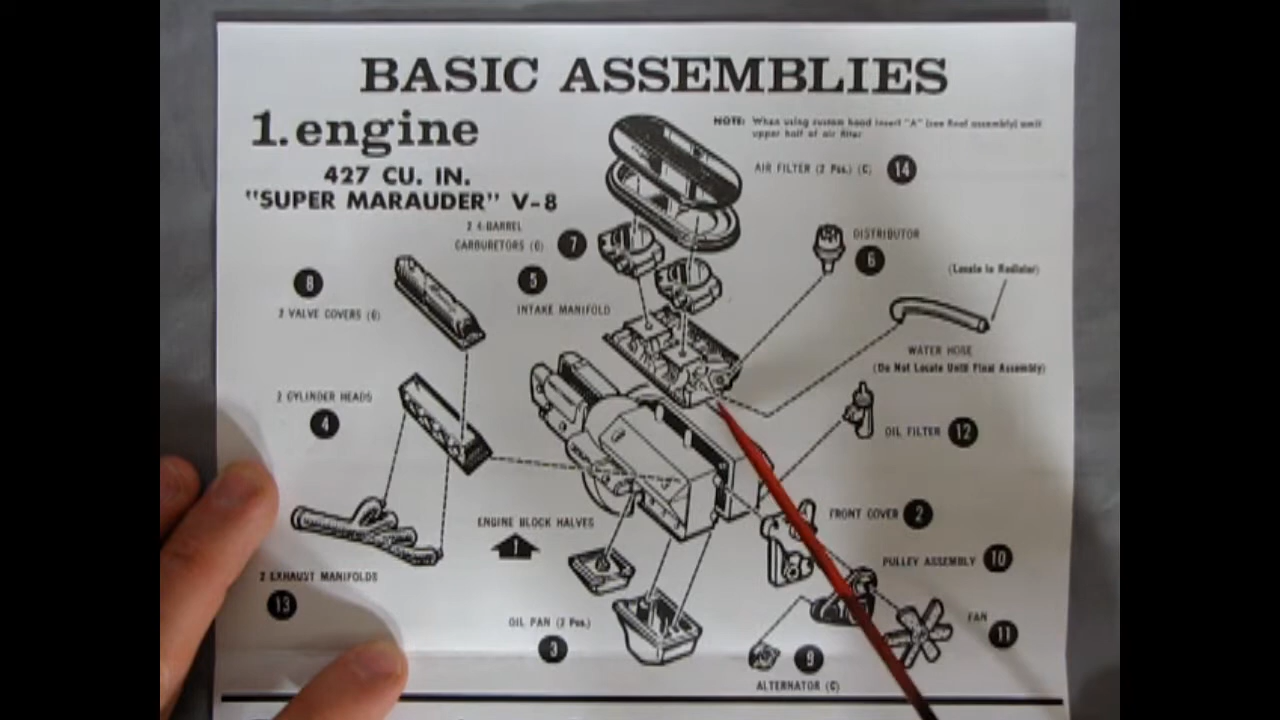 BASIC ASSEMBLIES
1. engine
427 CU. IN.
"SUPER MARAUDER" V-8
NOTE: When using custom hood insert "A" (see final assembly) omit
upper half of air filter
AIR FILTER (2 Pcs.) (C) 14
2 4-BARREL
CARBURETORS (C) 7
DISTRIBUTOR
6
(Locate to Radiator)
8
2 VALVE COVERS (C)
5
INTAKE MANIFOLD
WATER HOSE
(Do Not Locate Until Final Assembly)
2 CYLINDER HEADS
4
OIL FILTER 12
ENGINE BLOCK HALVES
1
FRONT COVER 2
PULLEY ASSEMBLY 10
2 EXHAUST MANIFOLDS
13
OIL PAN (2 Pcs.)
3
FAN
11
9
ALTERNATOR (C)